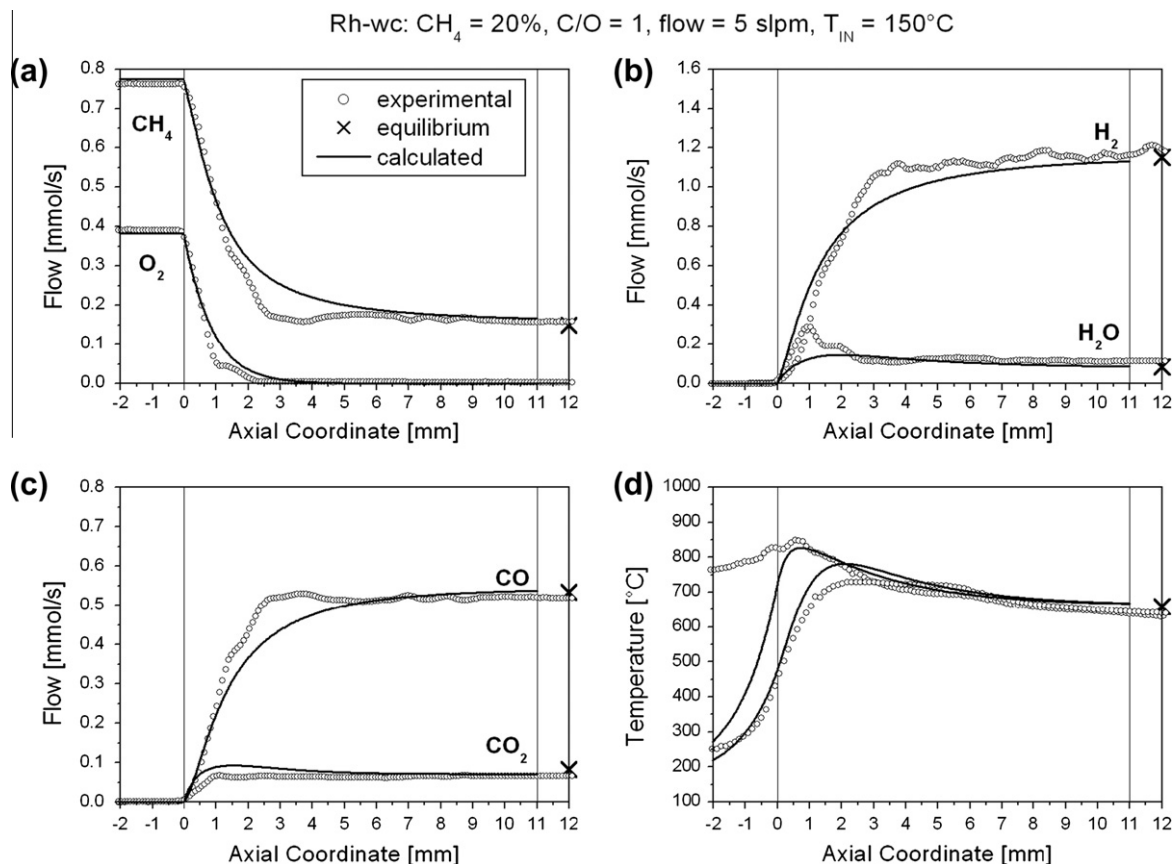 Rh-wc: CH4 = 20%, C/O = 1, flow = 5 slpm, TIN = 150°C
(a)
0.8
0.7
0.6
0.5
0.4
0.3
0.2
0.1
0.0
Flow [mmol/s]
CH4
O2
experimental
equilibrium
calculated
-2 -1 0 1 2 3 4 5 6 7 8 9 10 11 12
Axial Coordinate [mm]
(b)
1.6
1.4
1.2
1.0
0.8
0.6
0.4
0.2
0.0
Flow [mmol/s]
H2
H2O
-2 -1 0 1 2 3 4 5 6 7 8 9 10 11 12
Axial Coordinate [mm]
(c)
0.8
0.7
0.6
0.5
0.4
0.3
0.2
0.1
0.0
Flow [mmol/s]
CO
CO2
-2 -1 0 1 2 3 4 5 6 7 8 9 10 11 12
Axial Coordinate [mm]
(d)
1000
900
800
700
600
500
400
300
200
100
Temperature [°C]
-2 -1 0 1 2 3 4 5 6 7 8 9 10 11 12
Axial Coordinate [mm]